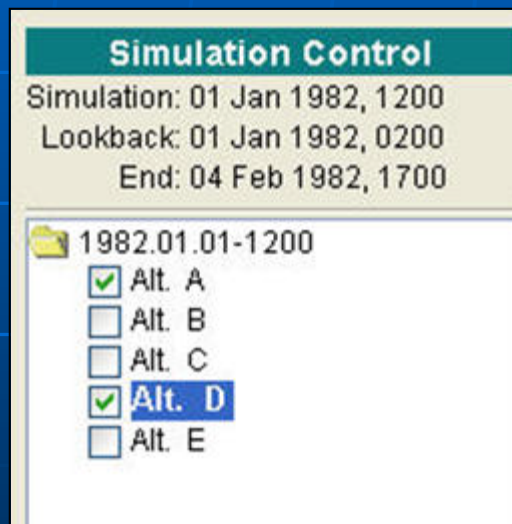 Simulation Control
Simulation: 01 Jan 1982, 1200
Lookback: 01 Jan 1982, 0200
End: 04 Feb 1982, 1700
1982.01.01-1200
Alt. A
Alt. B
Alt. C
Alt. D
Alt. E